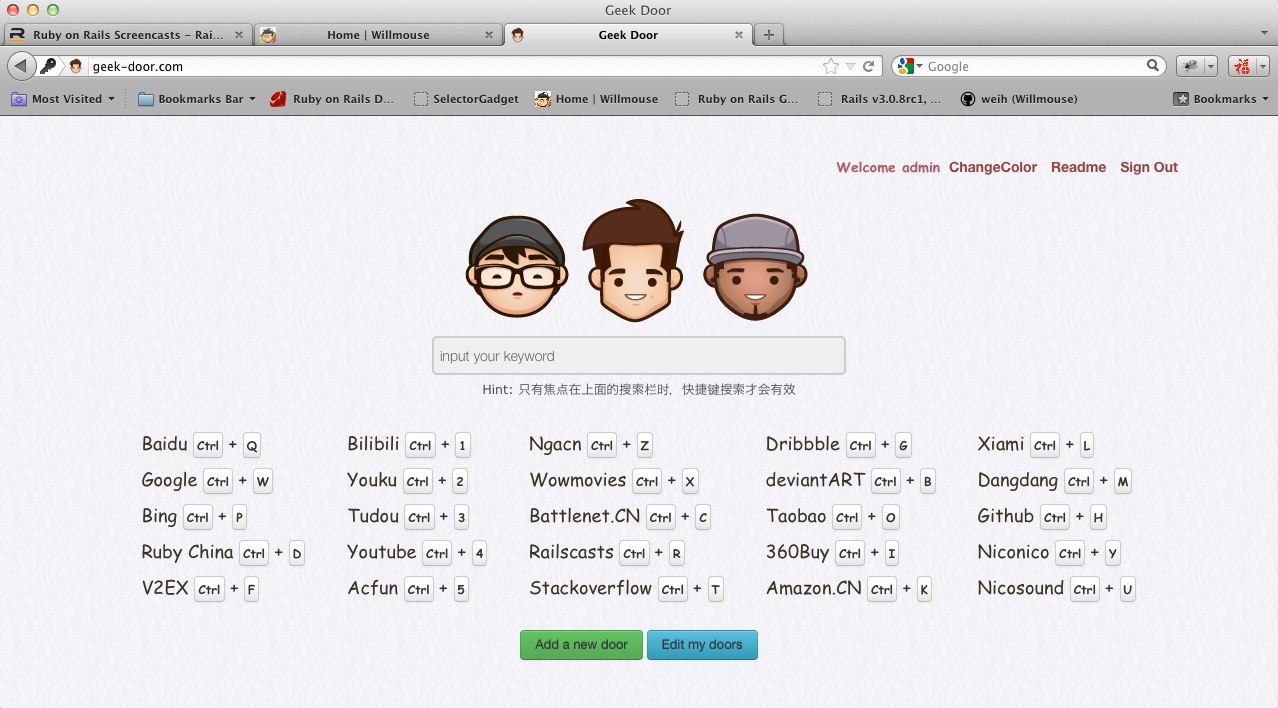 Geek Door
Ruby on Rails Screencasts - Rai...
Home | Willmouse
Geek Door
geek-door.com
Google
Most Visited
Bookmarks Bar
Ruby on Rails D...
SelectorGadget
Home | Willmouse
Ruby on Rails G...
Rails v3.0.8rc1, ...
weih (Willmouse)
Bookmarks
Welcome admin ChangeColor Readme Sign Out
input your keyword
Hint: 只有焦点在上面的搜索栏时，快捷键搜索才会有效
Baidu Ctrl + Q Bilibili Ctrl + 1 Ngacn Ctrl + Z Dribbble Ctrl + G Xiami Ctrl + L
Google Ctrl + W Youku Ctrl + 2 Wowmovies Ctrl + X deviantART Ctrl + B Dangdang Ctrl + M
Bing Ctrl + P Tudou Ctrl + 3 Battlenet.CN Ctrl + C Taobao Ctrl + O Github Ctrl + H
Ruby China Ctrl + D Youtube Ctrl + 4 Railscasts Ctrl + R 360Buy Ctrl + I Niconico Ctrl + Y
V2EX Ctrl + F Acfun Ctrl + 5 Stackoverflow Ctrl + T Amazon.CN Ctrl + K Nicosound Ctrl + U
Add a new door Edit my doors